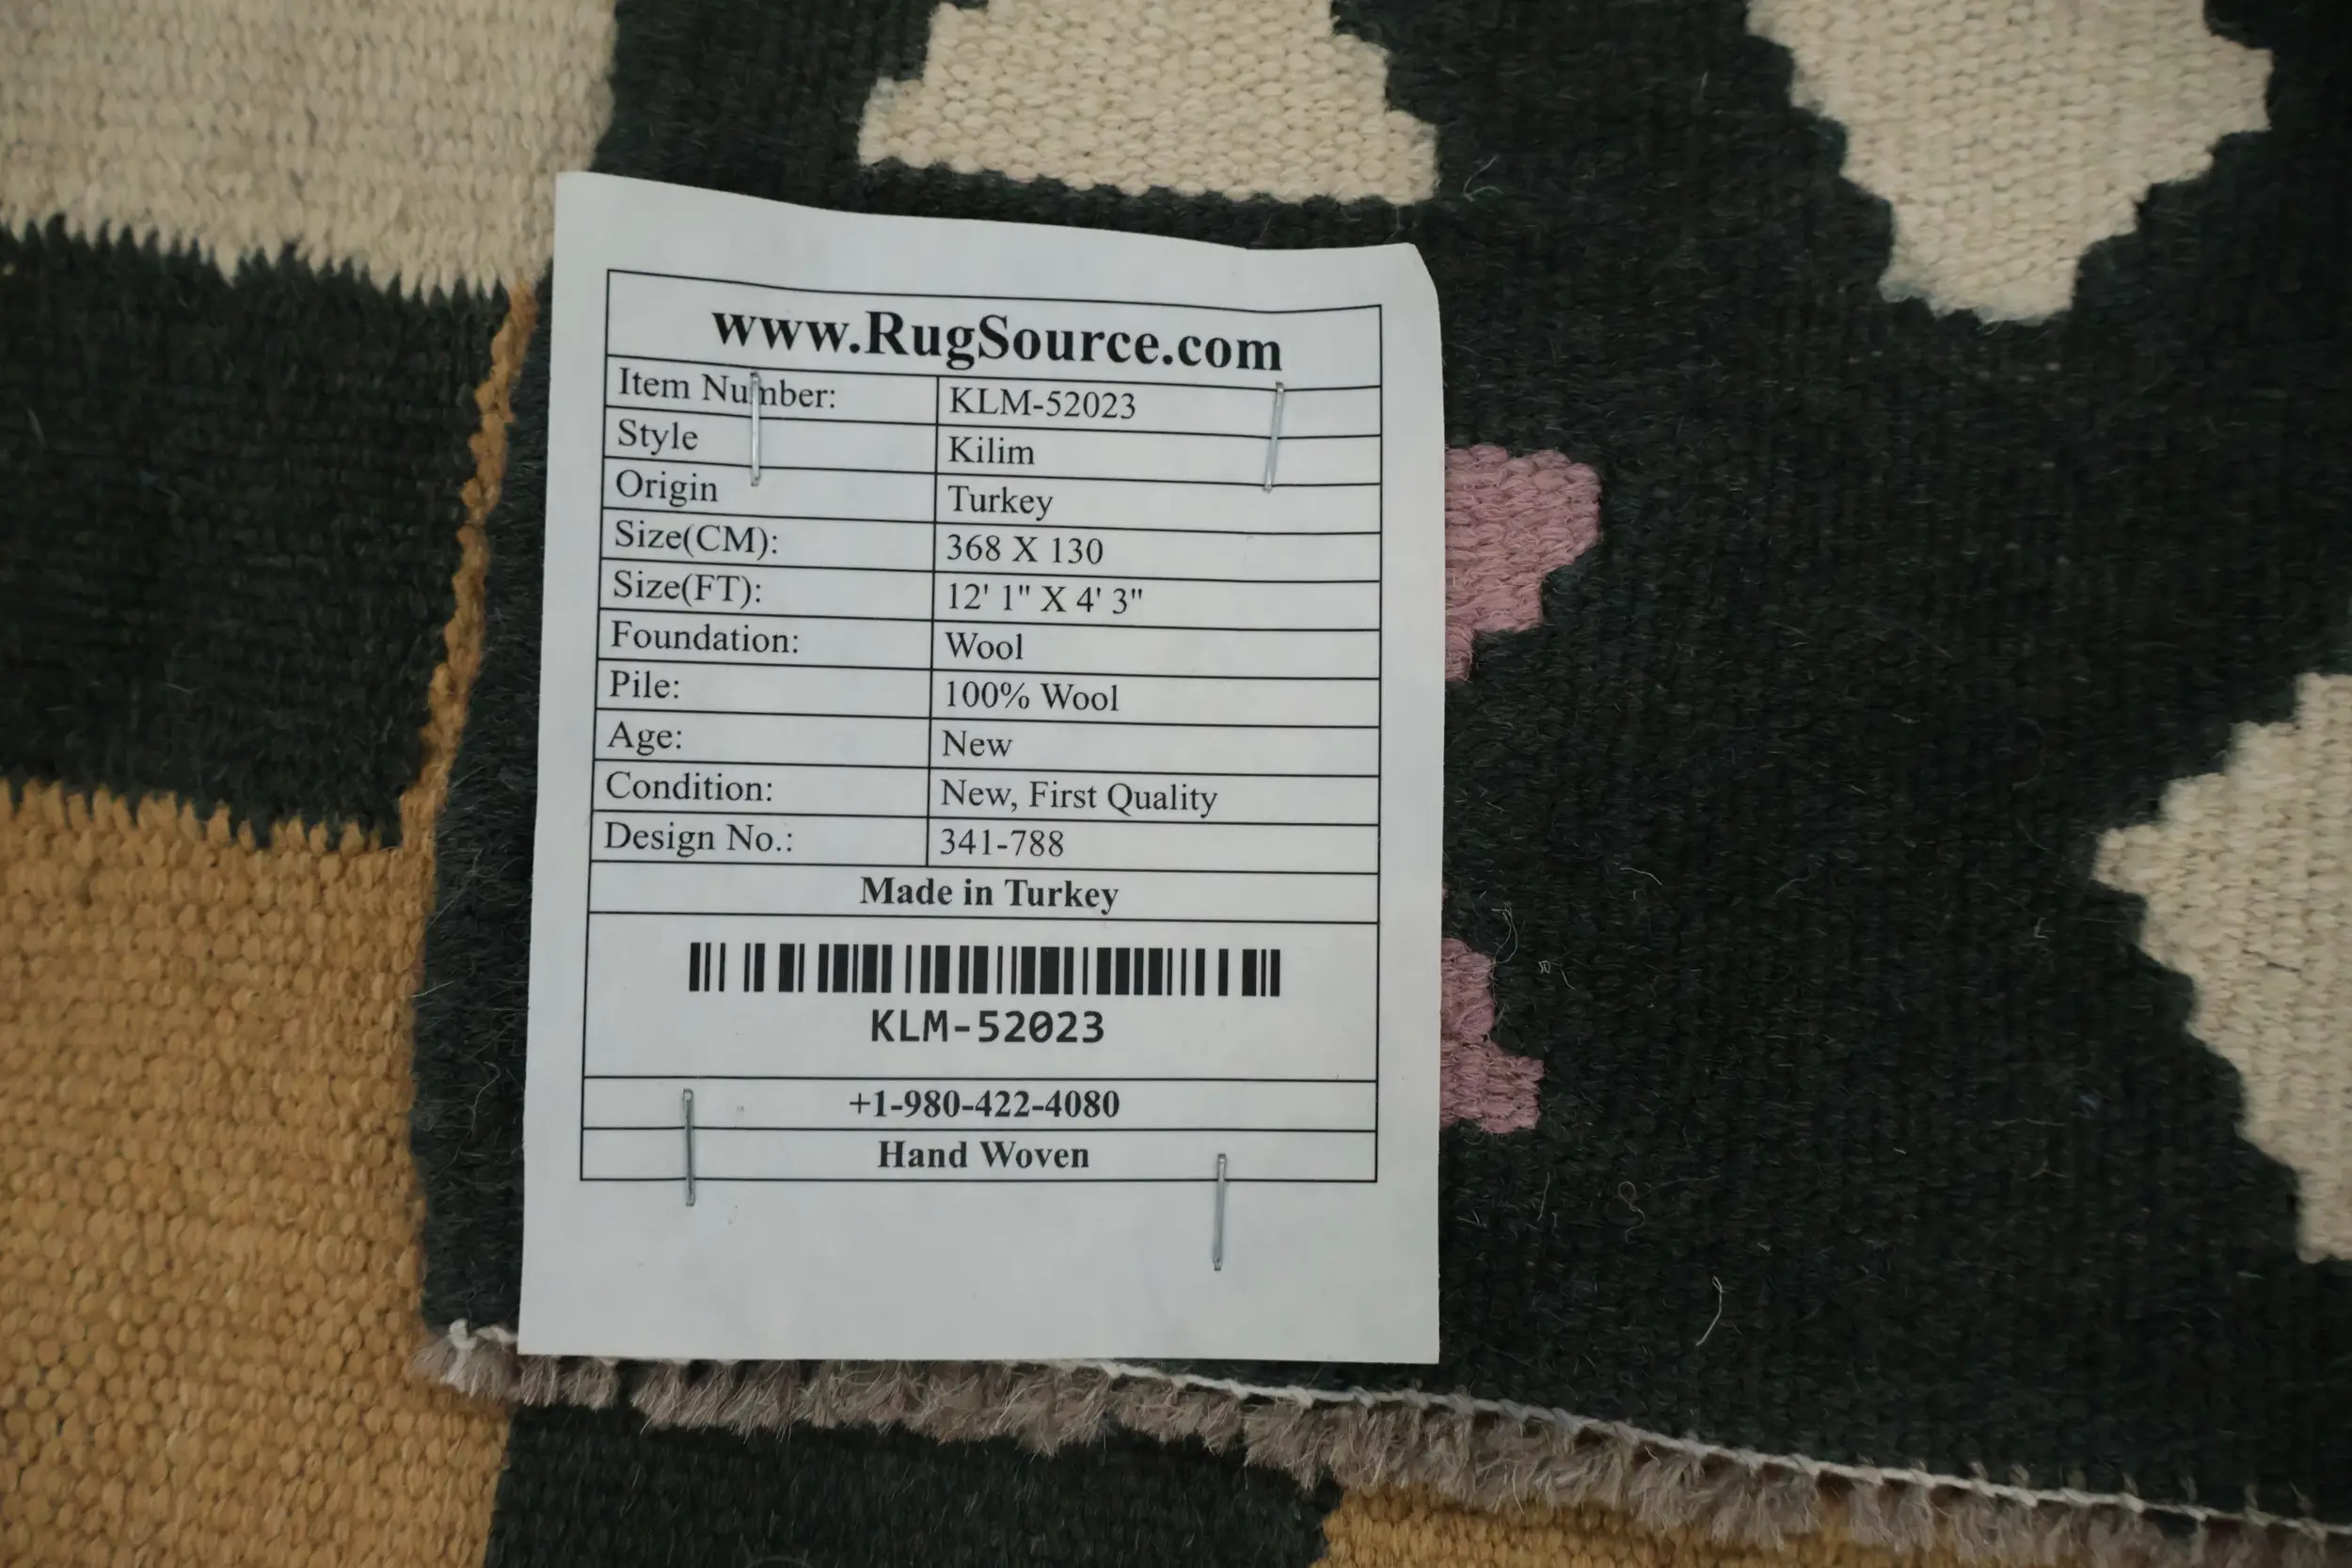 www.RugSource.com
Item Number: KLM-52023
Style Kilim
Origin Turkey
Size(CM): 368 X 130
Size(FT): 12' 1" X 4' 3"
Foundation: Wool
Pile: 100% Wool
Age: New
Condition: New, First Quality
Design No.: 341-788
Made in Turkey
KLM-52023
+1-980-422-4080
Hand Woven